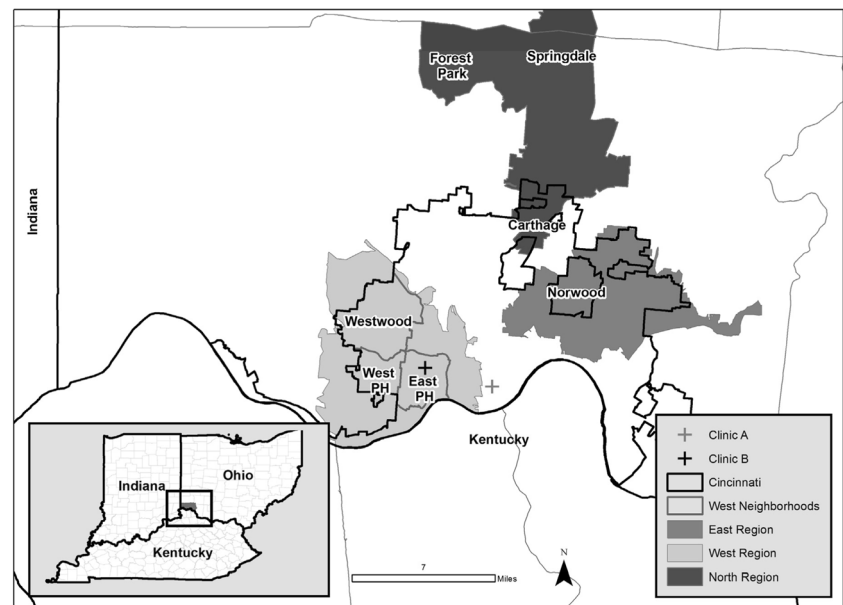 Forest
Park
Springdale
Indiana
Carthage
Norwood
Westwood
West
PH
East
PH
Kentucky
Indiana
Ohio
Kentucky
7
Miles
N
Clinic A
Clinic B
Cincinnati
West Neighborhoods
East Region
West Region
North Region